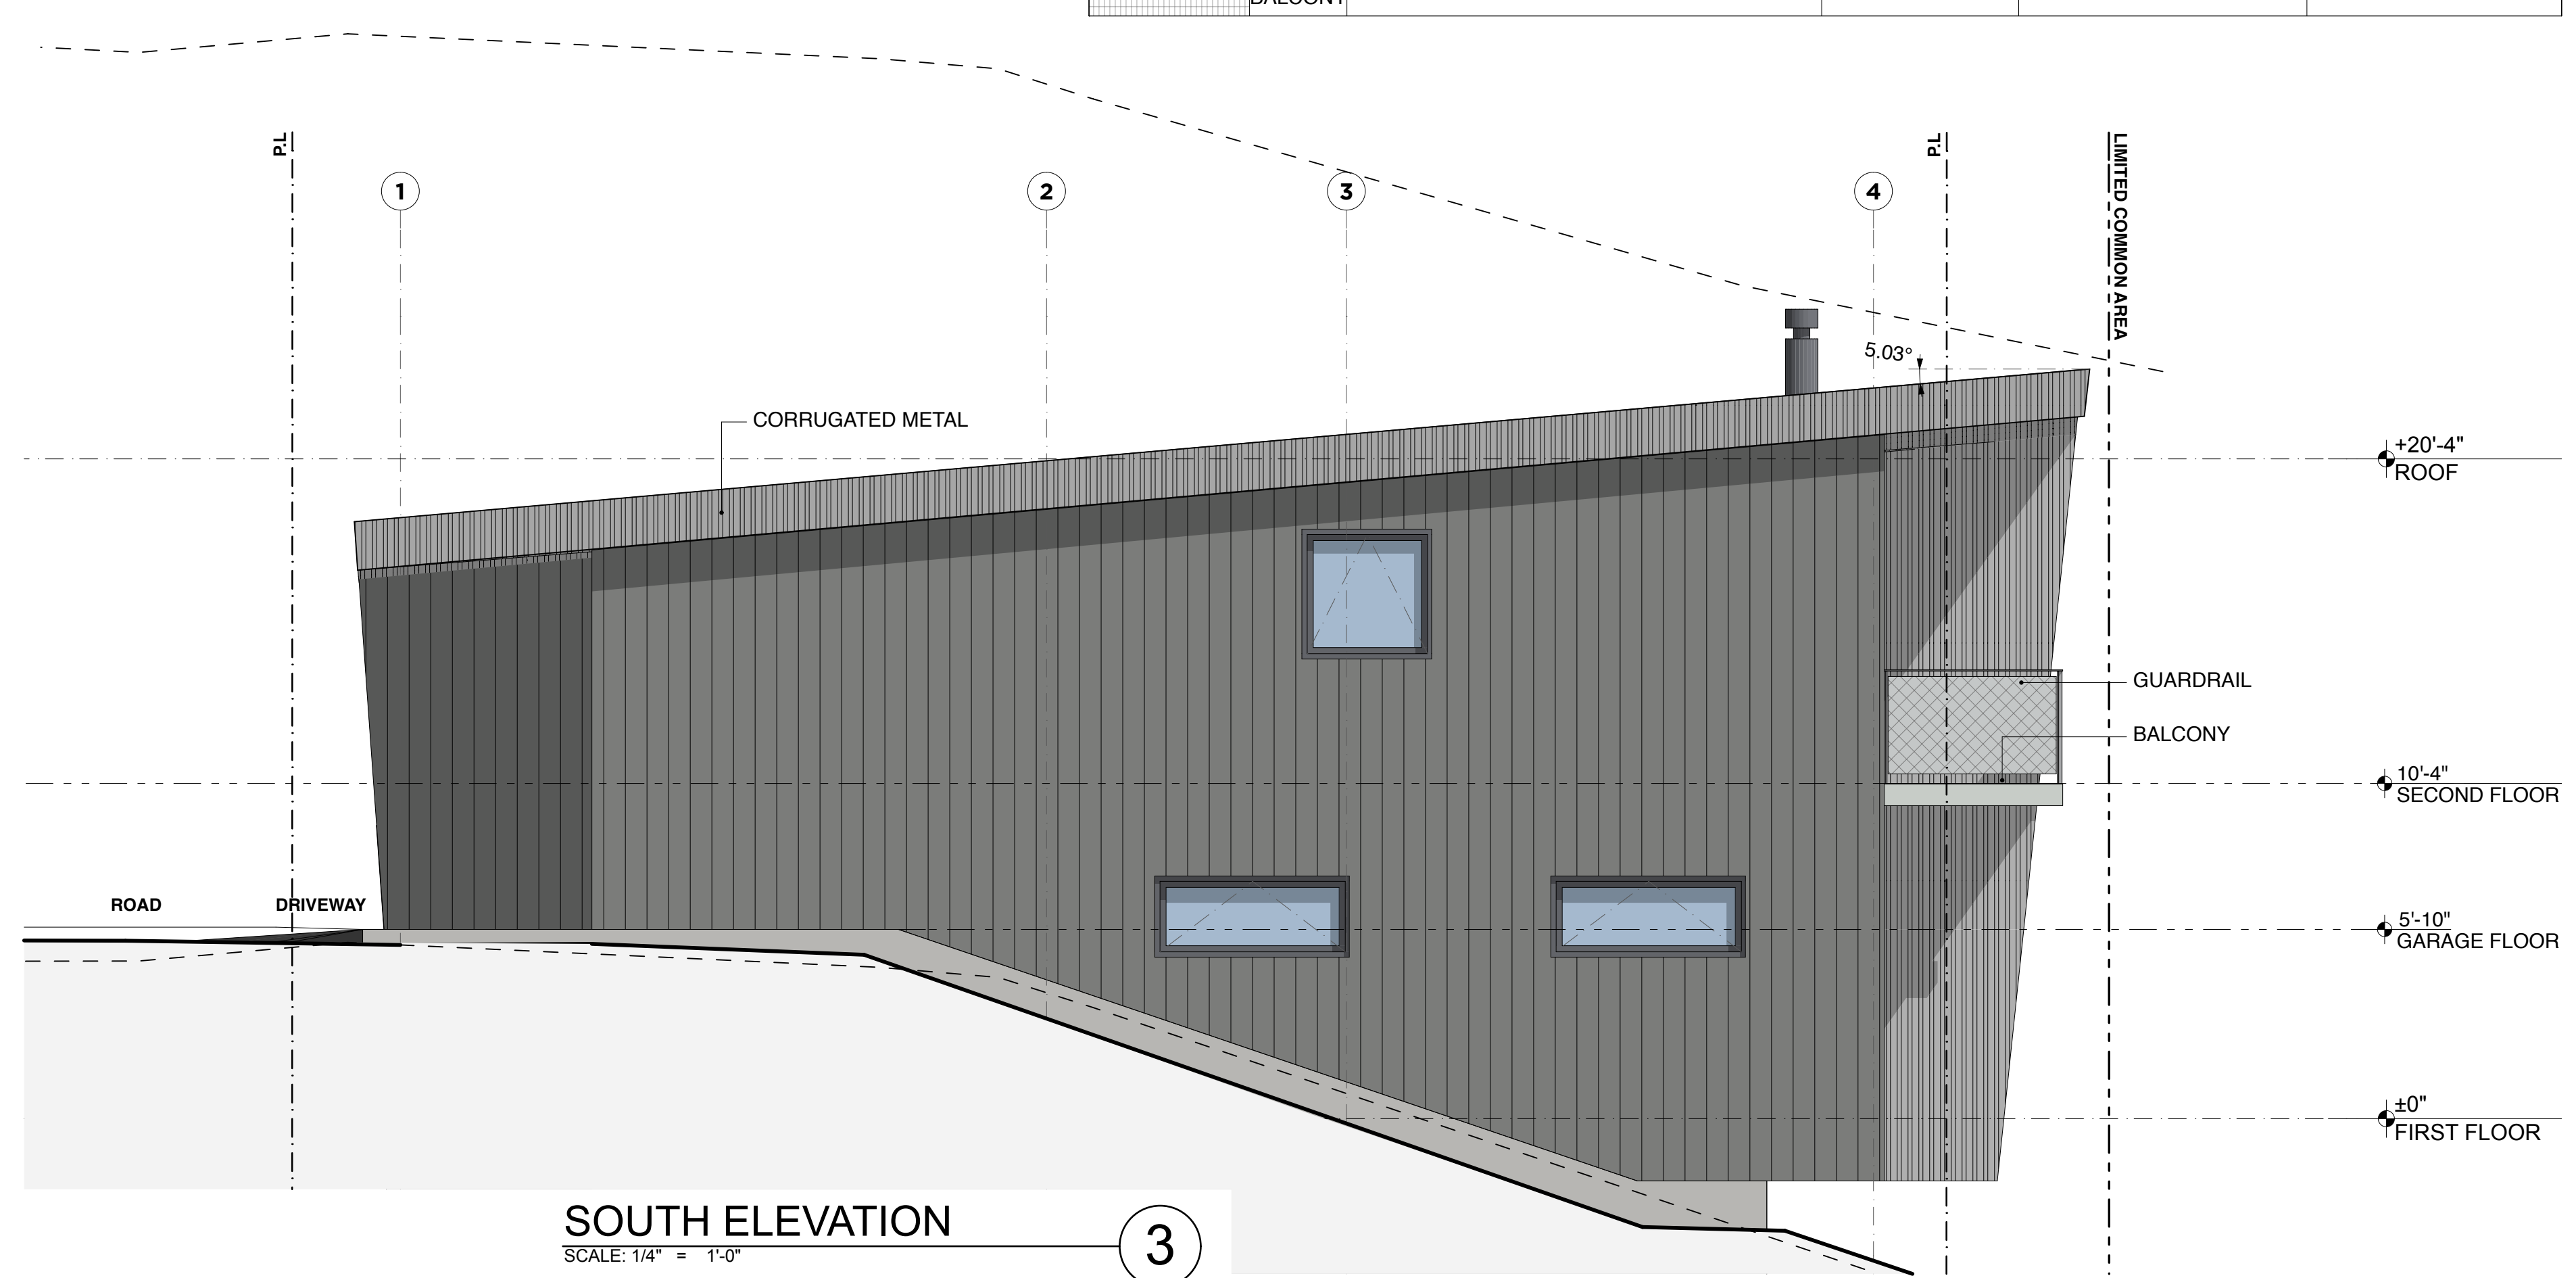 BALCONY
P.L
P.L
LIMITED COMMON AREA
1
2
3
4
5.03°
CORRUGATED METAL
+20'-4"
ROOF
GUARDRAIL
BALCONY
10'-4"
SECOND FLOOR
ROAD
DRIVEWAY
5'-10"
GARAGE FLOOR
±0"
FIRST FLOOR
SOUTH ELEVATION
SCALE: 1/4" = 1'-0"
3